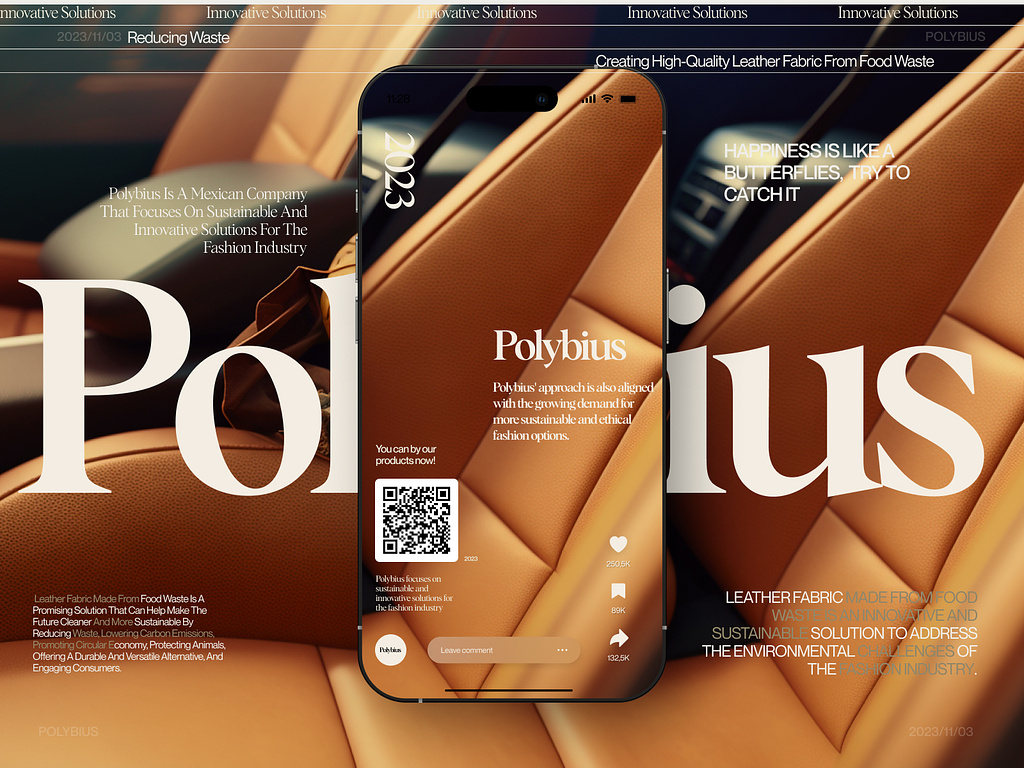 Innovative Solutions Innovative Solutions Innovative Solutions Innovative Solutions Innovative Solutions
2023/11/03 Reducing Waste POLYBIUS
Creating High-Quality Leather Fabric From Food Waste
11:28
2023
HAPPINESS IS LIKE A
BUTTERFLIES, TRY TO
CATCH IT
Polybius Is A Mexican Company
That Focuses On Sustainable And
Innovative Solutions For The
Fashion Industry
Pol ius
Polybius
Polybius' approach is also aligned
with the growing demand for
more sustainable and ethical
fashion options.
You can by our
products now!
2023
Polybius focuses on
sustainable and
innovative solutions for
the fashion industry
250,5K
89K
132,5K
Polybius
Leave comment
Leather Fabric Made From Food Waste Is A
Promising Solution That Can Help Make The
Future Cleaner And More Sustainable By
Reducing Waste, Lowering Carbon Emissions,
Promoting Circular Economy, Protecting Animals,
Offering A Durable And Versatile Alternative, And
Engaging Consumers.
LEATHER FABRIC MADE FROM FOOD
WASTE IS AN INNOVATIVE AND
SUSTAINABLE SOLUTION TO ADDRESS
THE ENVIRONMENTAL CHALLENGES OF
THE FASHION INDUSTRY.
POLYBIUS
2023/11/03